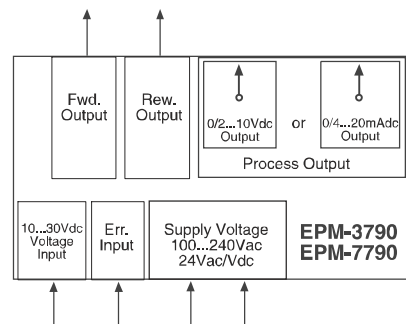 Fwd.
Output
Rew.
Output
0/2...10Vdc
Output
or
0/4...20mAdc
Output
Process Output
10...30Vdc
Voltage
Input
Err.
Input
Supply Voltage
100...240Vac
24Vac/Vdc
EPM-3790
EPM-7790